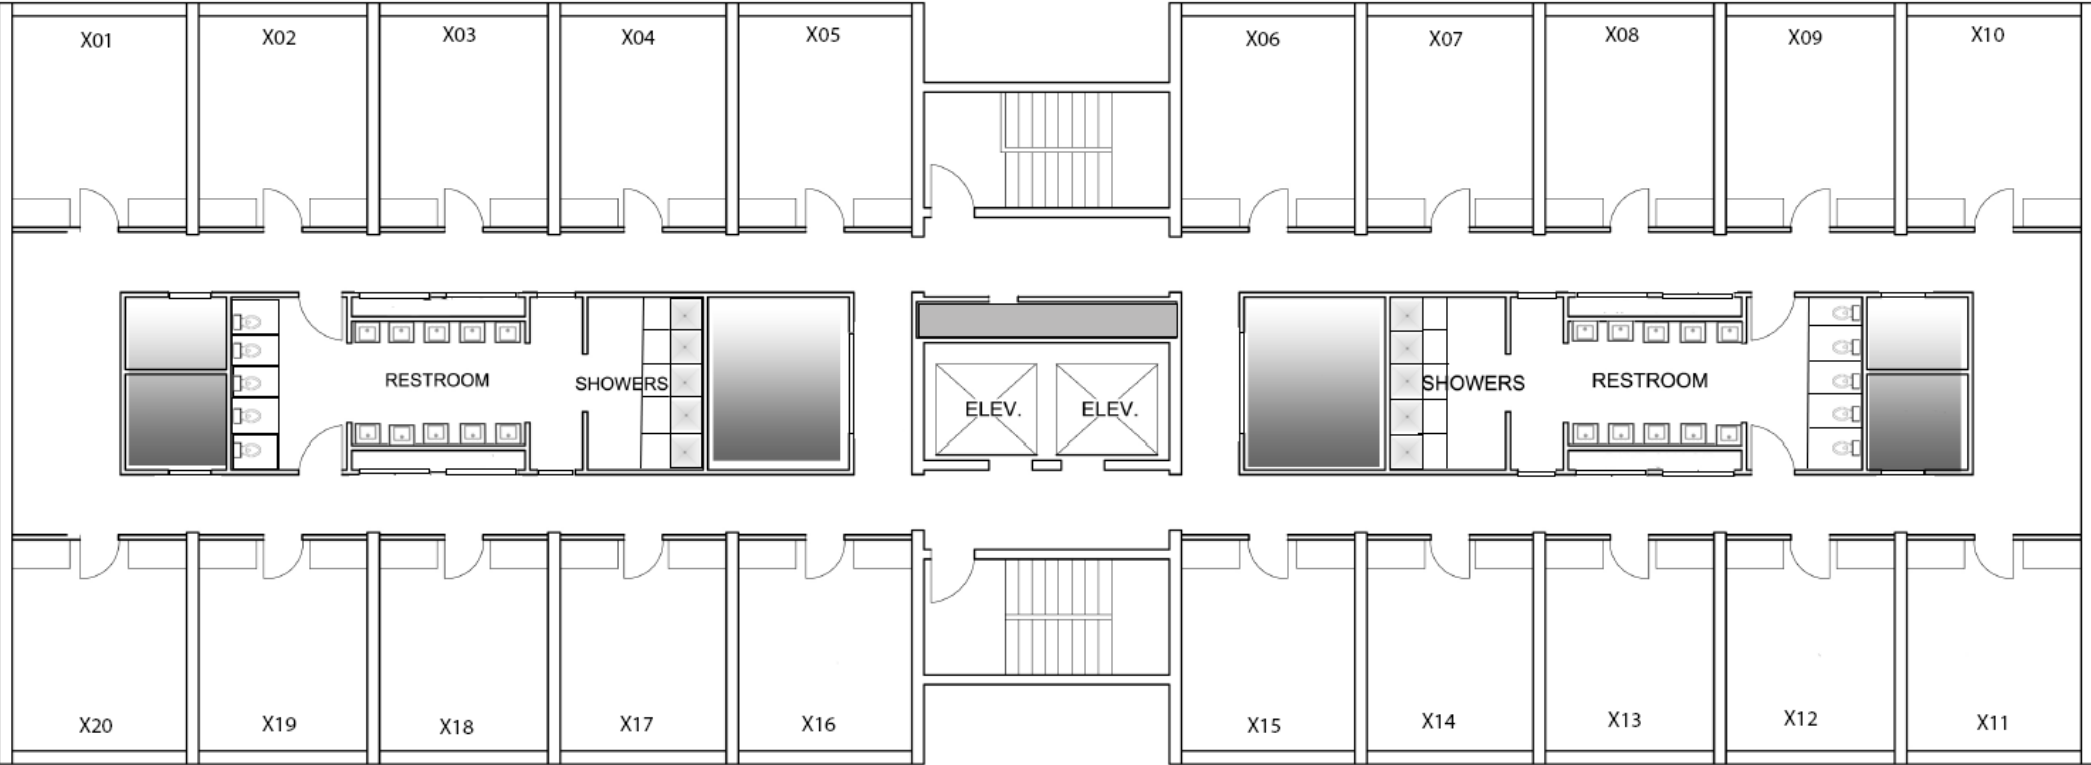 X01 X02 X03 X04 X05 X06 X07 X08 X09 X10
RESTROOM SHOWERS ELEV. ELEV. SHOWERS RESTROOM
X20 X19 X18 X17 X16 X15 X14 X13 X12 X11